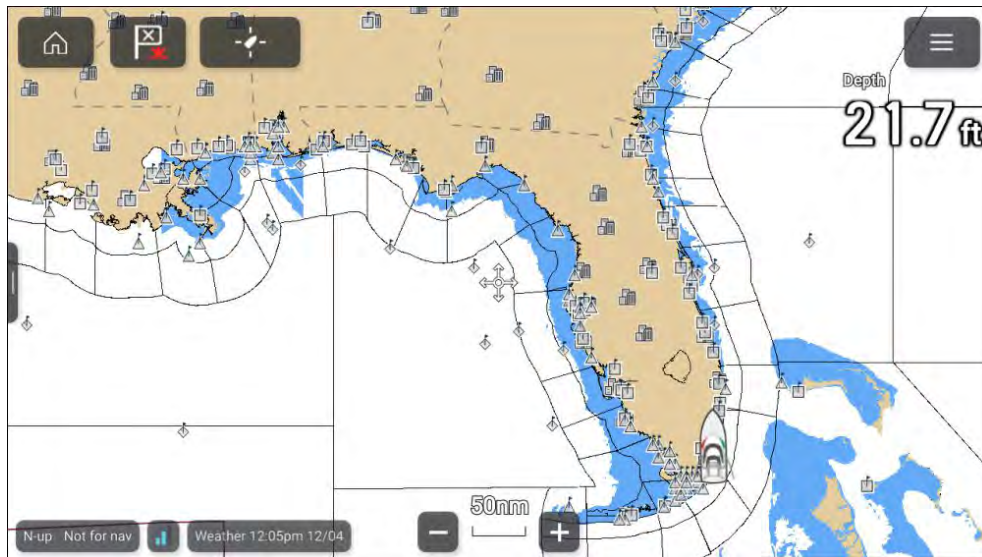 Depth
21.7 ft
50nm
N-up Not for nav
Weather 12:05pm 12/04